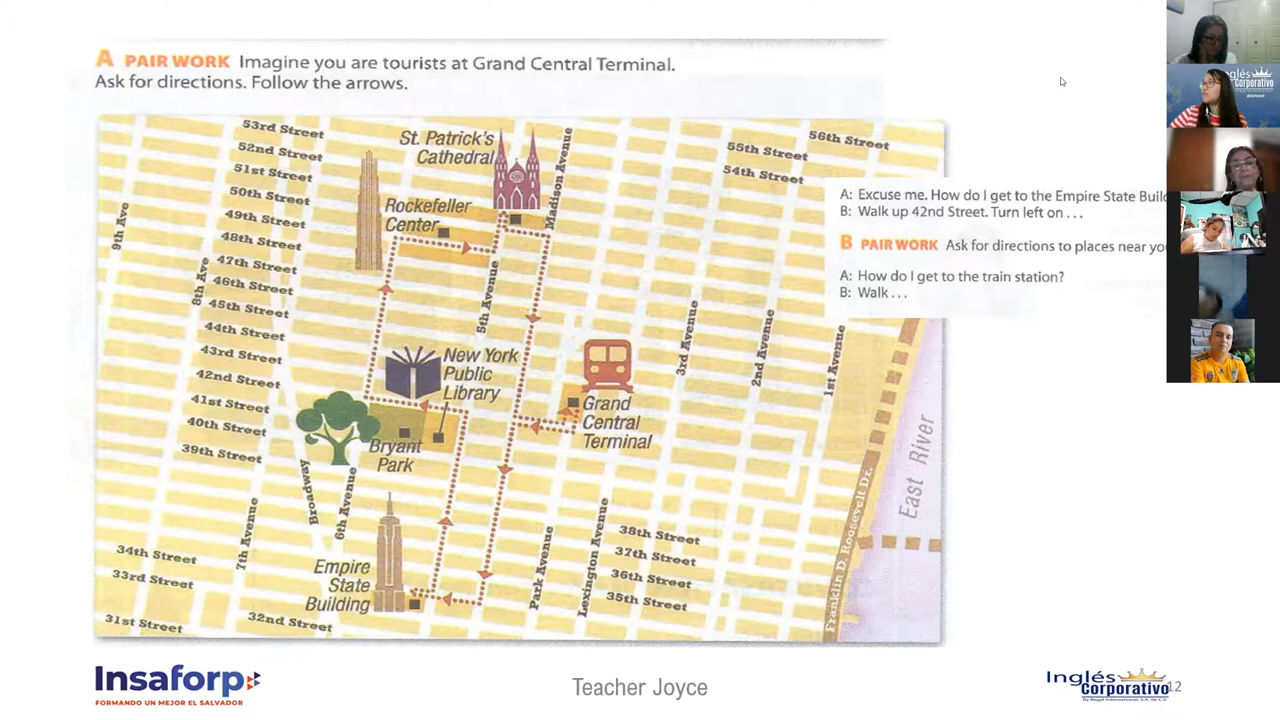 A PAIR WORK Imagine you are tourists at Grand Central Terminal.
Ask for directions. Follow the arrows.
53rd Street
52nd Street
51st Street
50th Street
49th Street
48th Street
47th Street
46th Street
45th Street
44th Street
43rd Street
42nd Street
41st Street
40th Street
39th Street
34th Street
33rd Street
31st Street
32nd Street
9th Ave
8th Ave
7th Avenue
Broadway
6th Avenue
5th Avenue
Madison Avenue
Park Avenue
Lexington Avenue
3rd Avenue
2nd Avenue
1st Avenue
56th Street
55th Street
54th Street
38th Street
37th Street
36th Street
35th Street
St. Patrick's
Cathedral
Rockefeller
Center
New York
Public
Library
Bryant
Park
Grand
Central
Terminal
Empire
State
Building
Franklin D. Roosevelt Dr.
East River
A: Excuse me. How do I get to the Empire State Buil
B: Walk up 42nd Street. Turn left on . . .
B PAIR WORK Ask for directions to places near yo
A: How do I get to the train station?
B: Walk . . .
Inglés
Corporativo
Insaforp
FORMANDO UN MEJOR EL SALVADOR
Teacher Joyce
Inglés
Corporativo
By Regal International, S.A. de C.V.
12